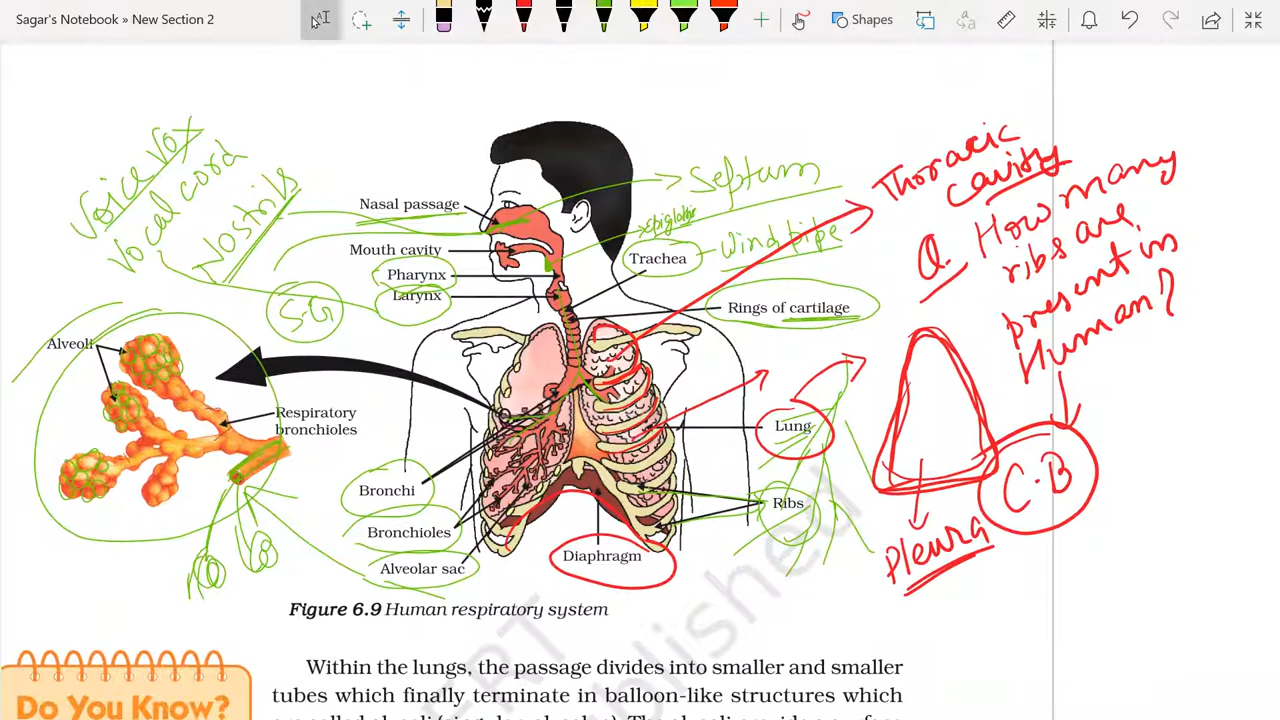 Sagar's Notebook » New Section 2
Shapes
Voice Vox
Vocal cord
Nostrils
S-G
Septum
epiglotis
Wind pipe
Thoracic
cavity
Q. How many
ribs are
present in
Human?
C.B
Pleura
Nasal passage
Mouth cavity
Pharynx
Larynx
Trachea
Rings of cartilage
Alveoli
Respiratory
bronchioles
Lung
Bronchi
Ribs
Bronchioles
Diaphragm
Alveolar sac
Figure 6.9 Human respiratory system
Within the lungs, the passage divides into smaller and smaller
tubes which finally terminate in balloon-like structures which
Do You Know?